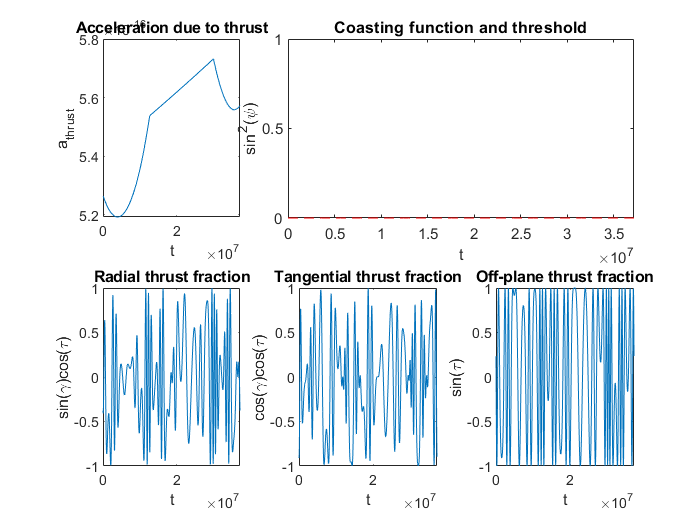 Acceleration due to thrust
5.8
5.6
5.4
5.2
a_thrust
0 2
t
×10^7
Coasting function and threshold
1
0.5
0
sin^2(ψ)
0 0.5 1 1.5 2 2.5 3 3.5
t
×10^7
Radial thrust fraction
1
0.5
0
-0.5
-1
sin(γ)cos(τ)
0 2
t
×10^7
Tangential thrust fraction
1
0.5
0
-0.5
-1
cos(γ)cos(τ)
0 2
t
×10^7
Off-plane thrust fraction
1
0.5
0
-0.5
-1
sin(τ)
0 2
t
×10^7